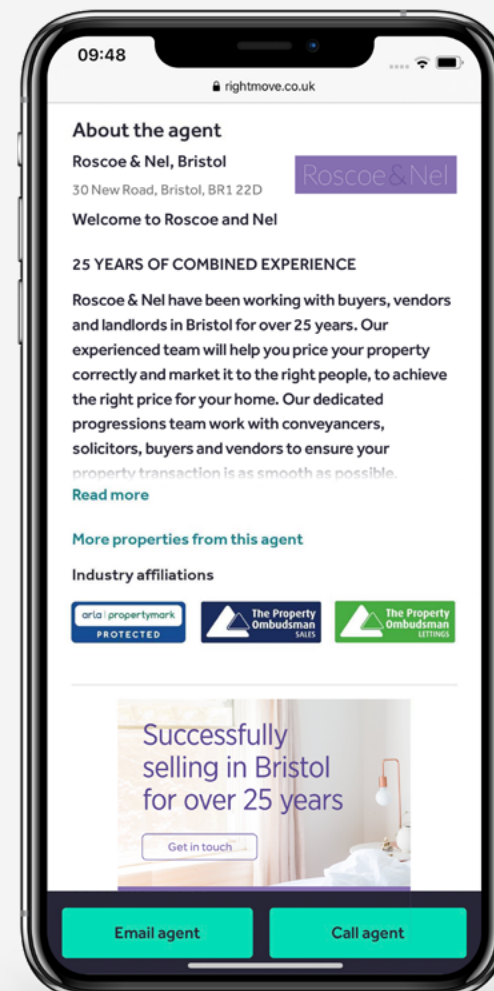 09:48
rightmove.co.uk
About the agent
Roscoe & Nel, Bristol
30 New Road, Bristol, BR1 22D
Roscoe&Nel
Welcome to Roscoe and Nel
25 YEARS OF COMBINED EXPERIENCE
Roscoe & Nel have been working with buyers, vendors
and landlords in Bristol for over 25 years. Our
experienced team will help you price your property
correctly and market it to the right people, to achieve
the right price for your home. Our dedicated
progressions team work with conveyancers,
solicitors, buyers and vendors to ensure your
property transaction is as smooth as possible.
Read more
More properties from this agent
Industry affiliations
arla | propertymark
PROTECTED
The Property
Ombudsman
SALES
The Property
Ombudsman
LETTINGS
Successfully
selling in Bristol
for over 25 years
Get in touch
Email agent
Call agent